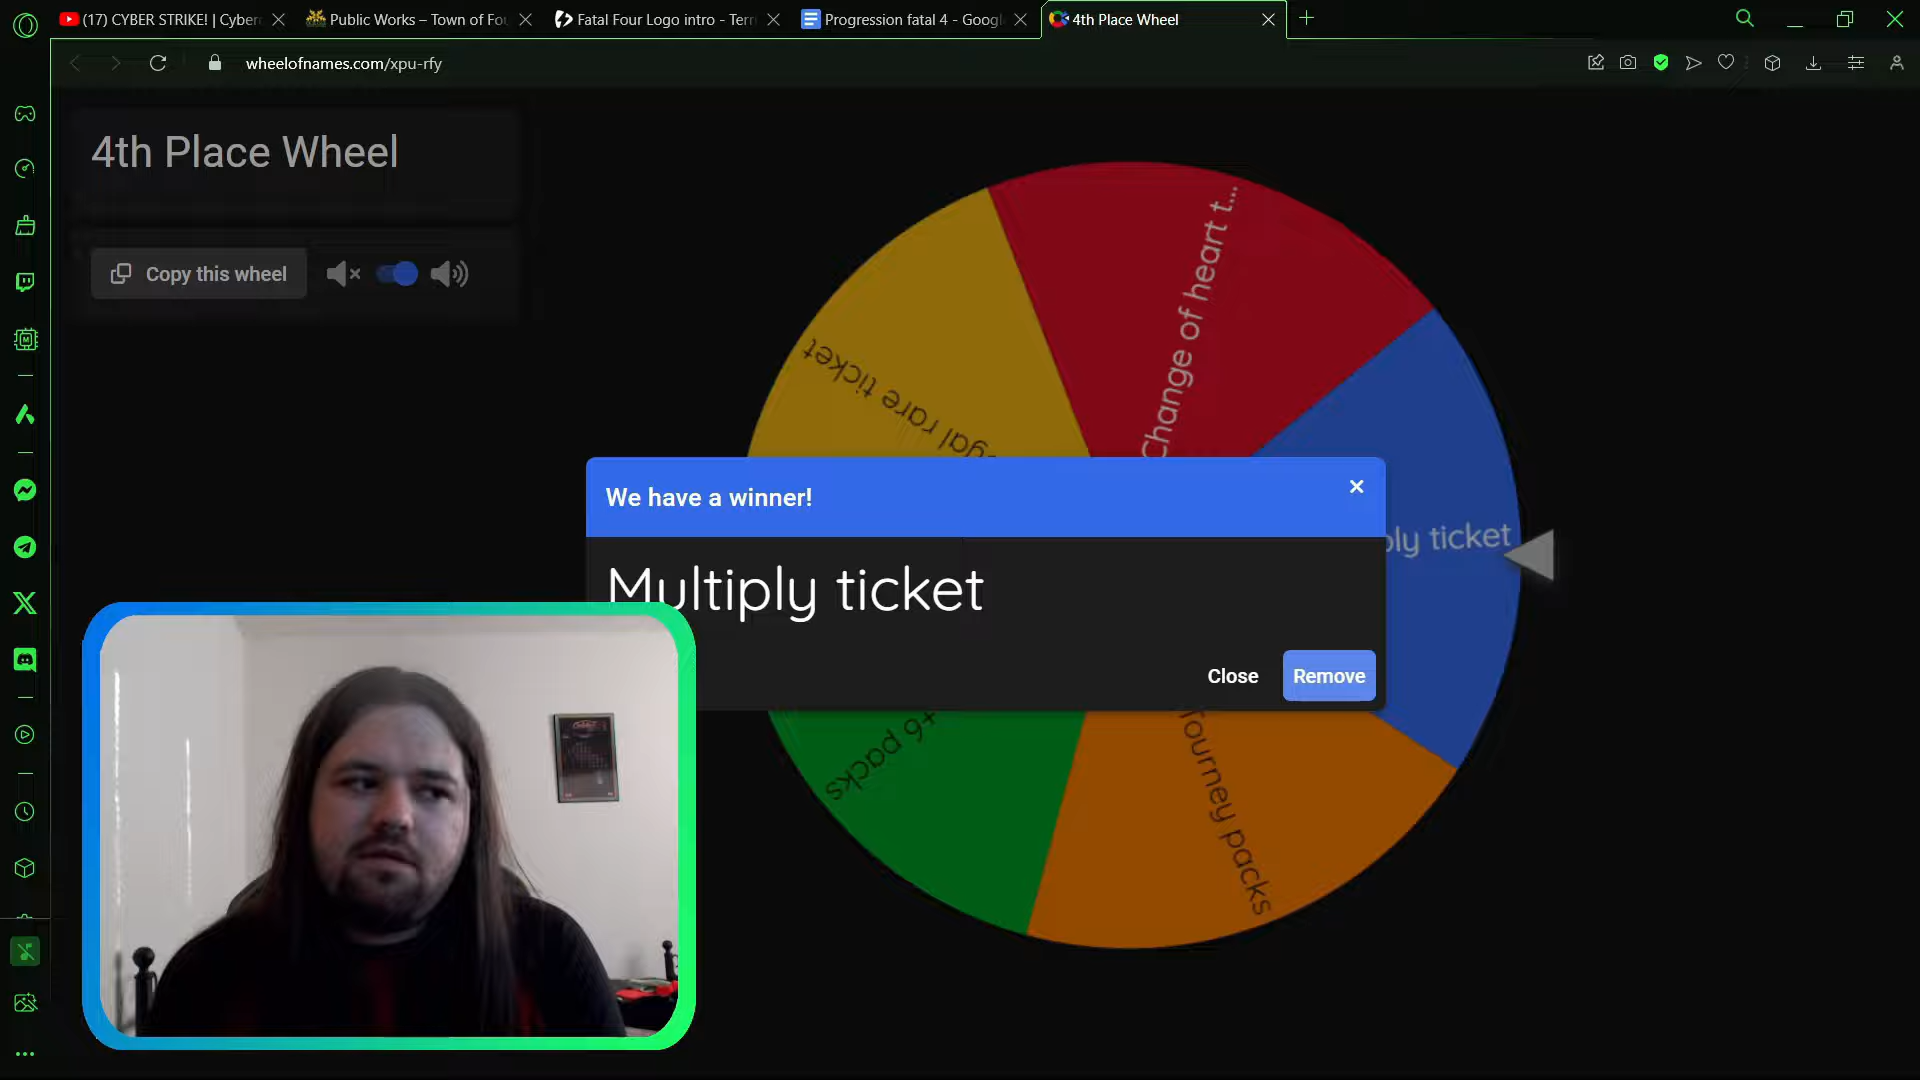 (17) CYBER STRIKE! | Cyber
Public Works – Town of Fou
Fatal Four Logo intro - Terr
Progression fatal 4 - Googl
4th Place Wheel
wheelofnames.com/xpu-rfy
4th Place Wheel
Copy this wheel
Change of heart t...
gal rare ticket
We have a winner!
ply ticket
Multiply ticket
Close
Remove
+6 packs
Tourney packs